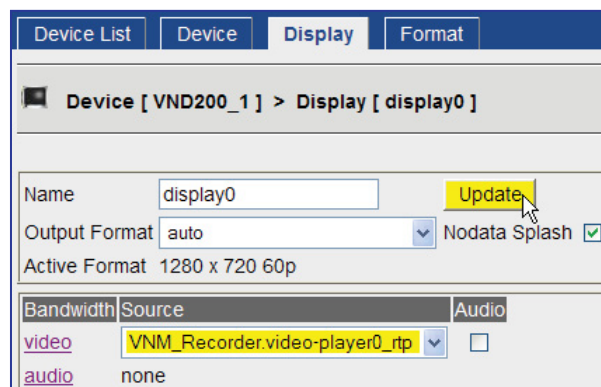 Device List Device Display Format
Device [ VND200_1 ] > Display [ display0 ]
Name display0 Update
Output Format auto Nodata Splash
Active Format 1280 x 720 60p
Bandwidth Source Audio
video VNM_Recorder.video-player0_rtp
audio none